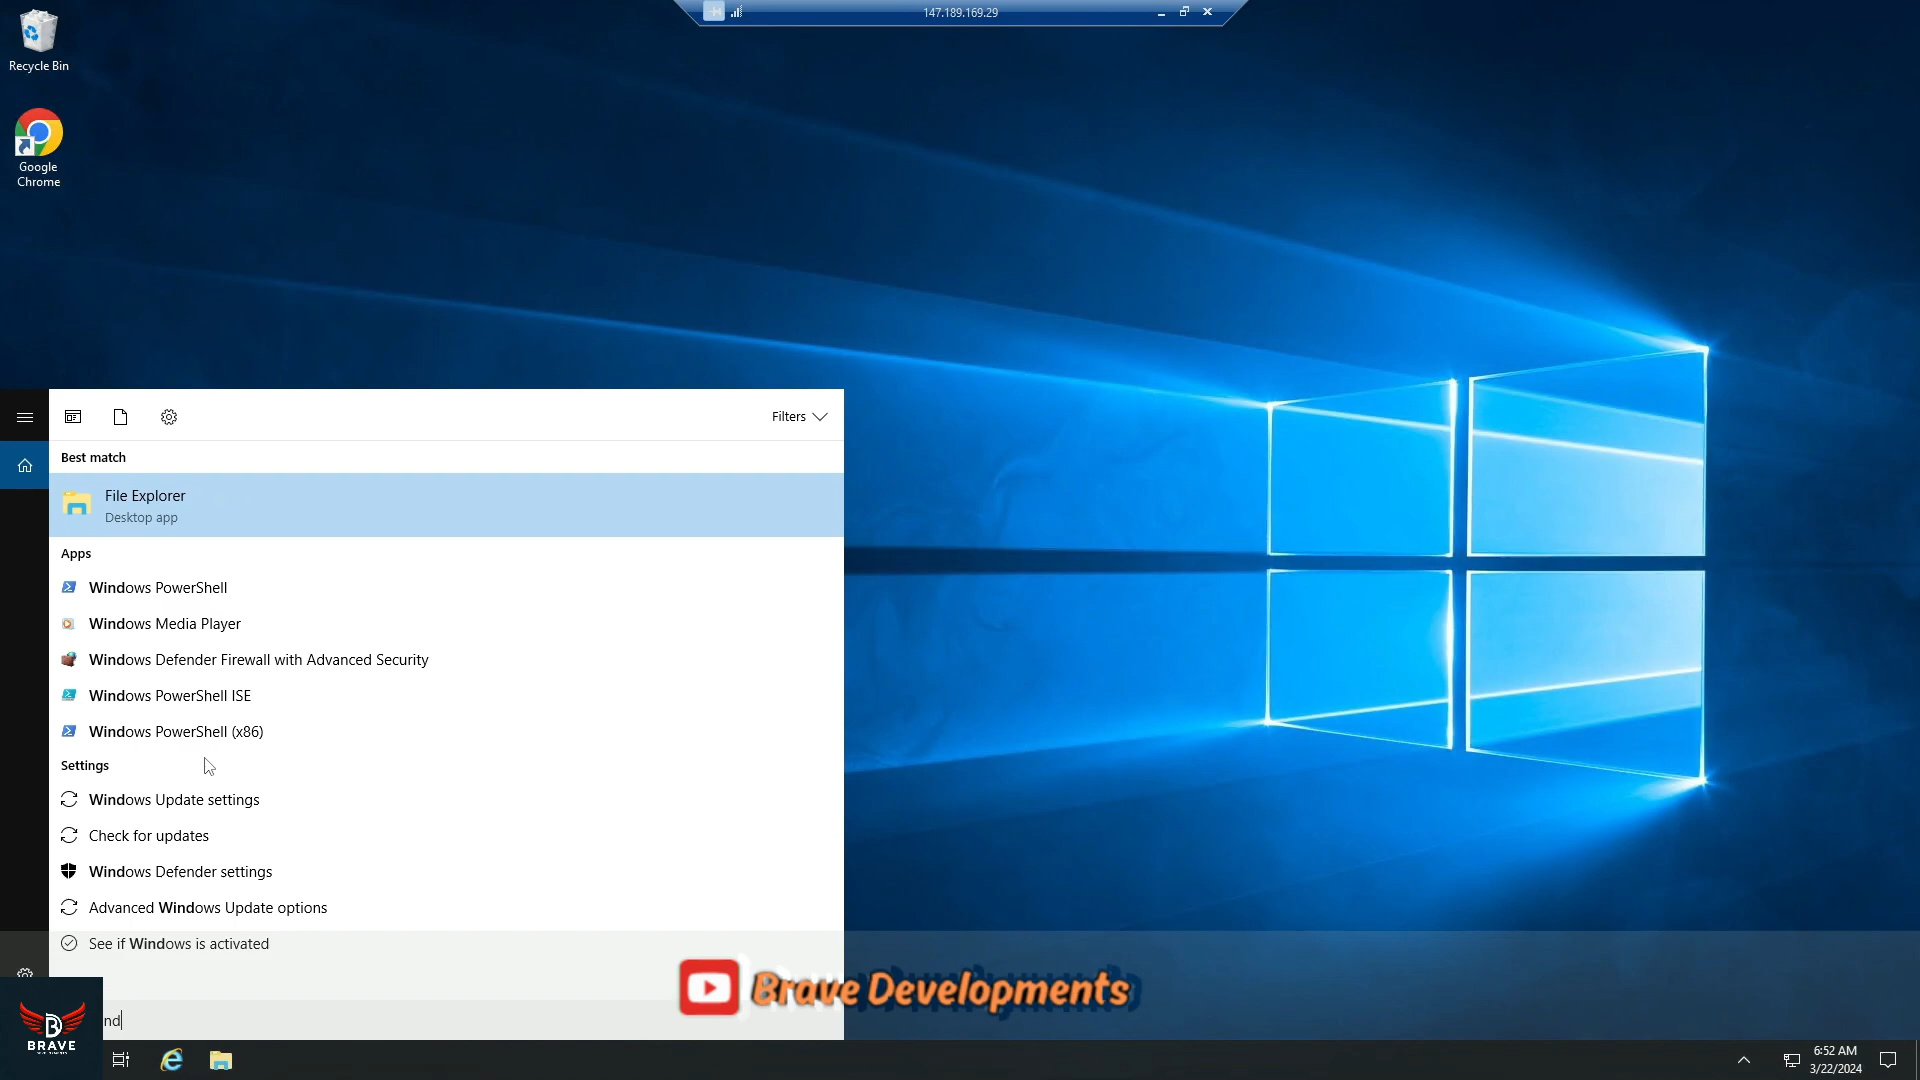 147.189.169.29
Recycle Bin
Google
Chrome
Filters
Best match
File Explorer
Desktop app
Apps
Windows PowerShell
Windows Media Player
Windows Defender Firewall with Advanced Security
Windows PowerShell ISE
Windows PowerShell (x86)
Settings
Windows Update settings
Check for updates
Windows Defender settings
Advanced Windows Update options
See if Windows is activated
Brave Developments
nd
BRAVE
6:52 AM
3/22/2024